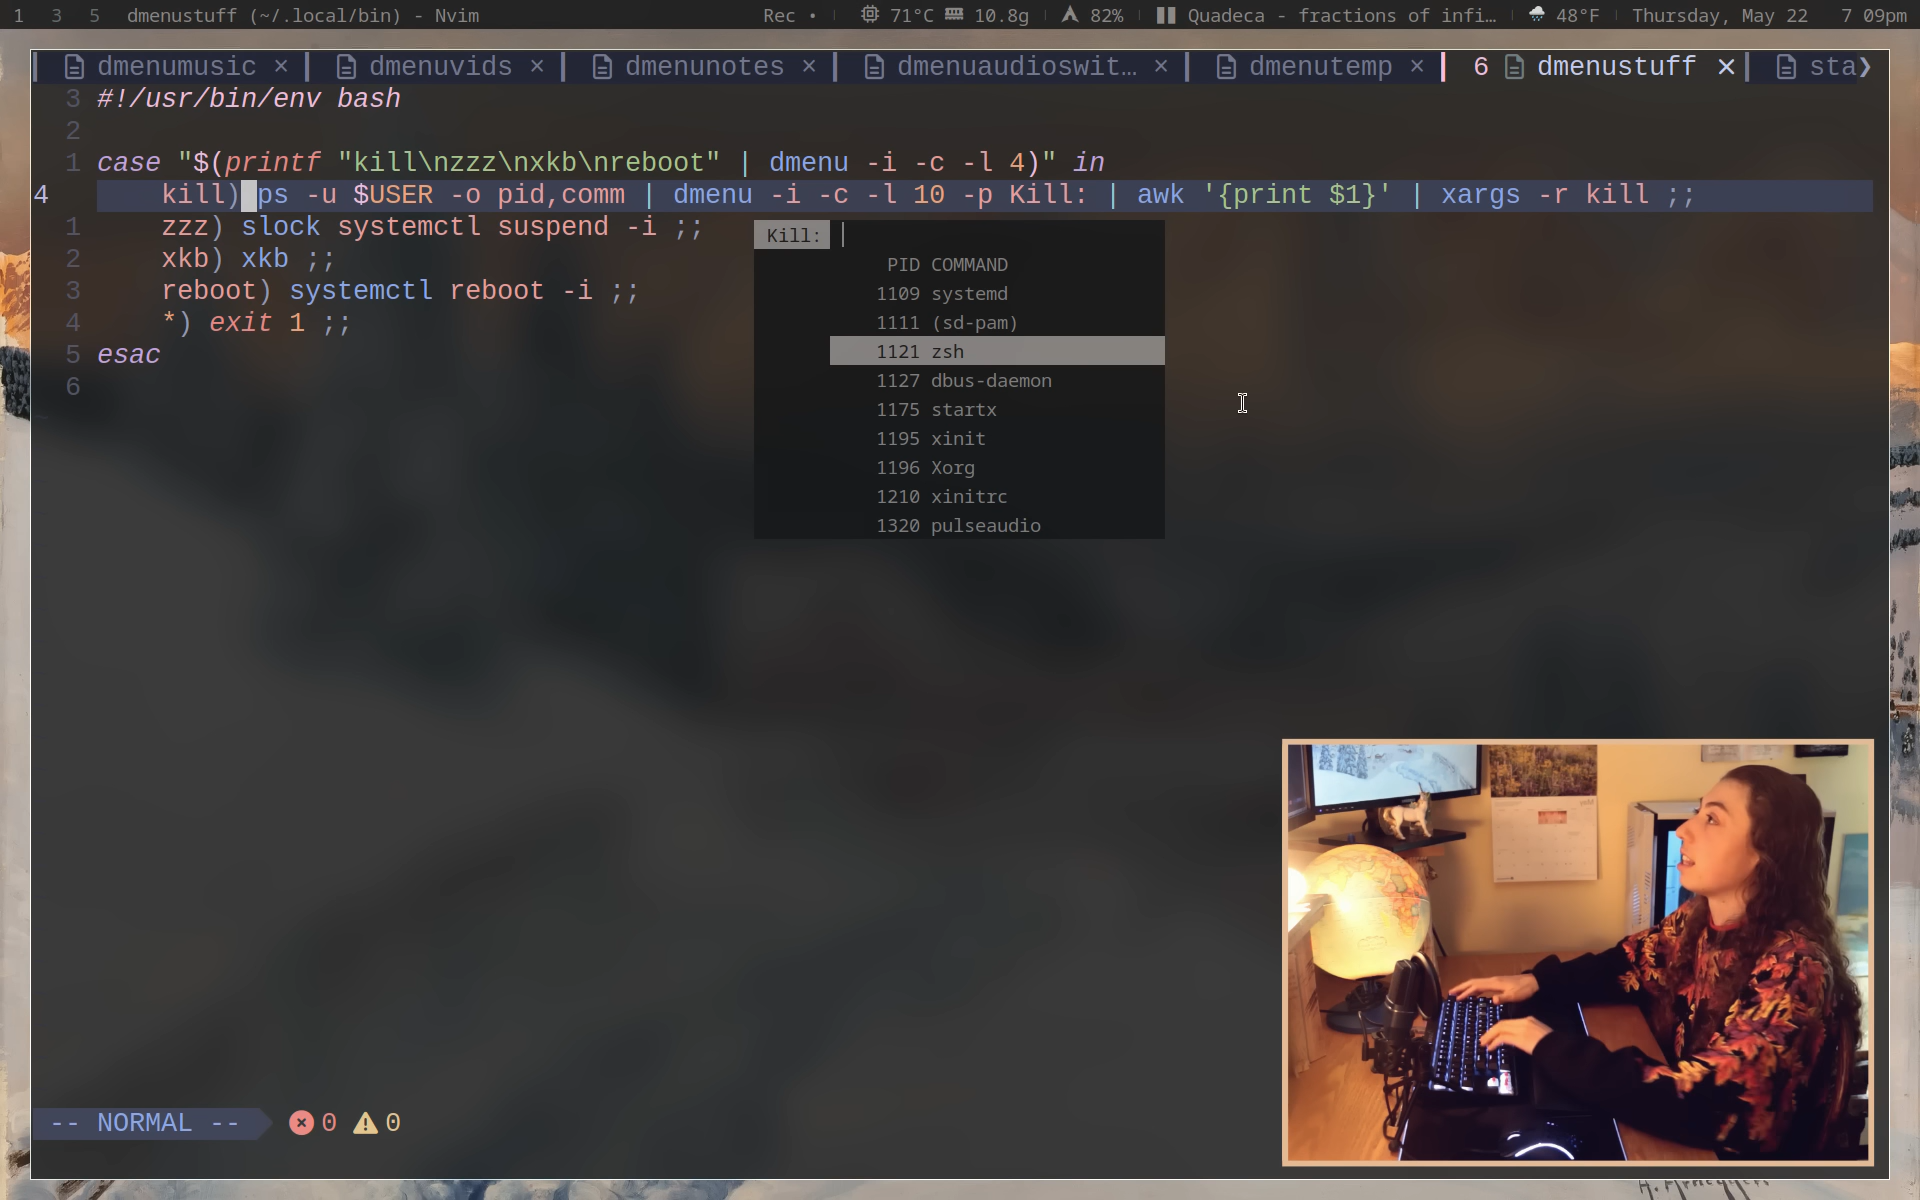 1 3 5 dmenustuff (~/.local/bin) - Nvim Rec • 71°C 10.8g 82% Quadeca - fractions of infi… 48°F Thursday, May 22 7 09pm
dmenumusic × dmenuvids × dmenunotes × dmenuaudioswit… × dmenutemp × 6 dmenustuff × sta❯
3 #!/usr/bin/env bash
2
1 case "$(printf "kill\nzzz\nxkb\nreboot" | dmenu -i -c -l 4)" in
4 kill) ps -u $USER -o pid,comm | dmenu -i -c -l 10 -p Kill: | awk '{print $1}' | xargs -r kill ;;
1 zzz) slock systemctl suspend -i ;;
2 xkb) xkb ;;
3 reboot) systemctl reboot -i ;;
4 *) exit 1 ;;
5 esac
6
~
Kill:
PID COMMAND
1109 systemd
1111 (sd-pam)
1121 zsh
1127 dbus-daemon
1175 startx
1195 xinit
1196 Xorg
1210 xinitrc
1320 pulseaudio
-- NORMAL -- 0 0